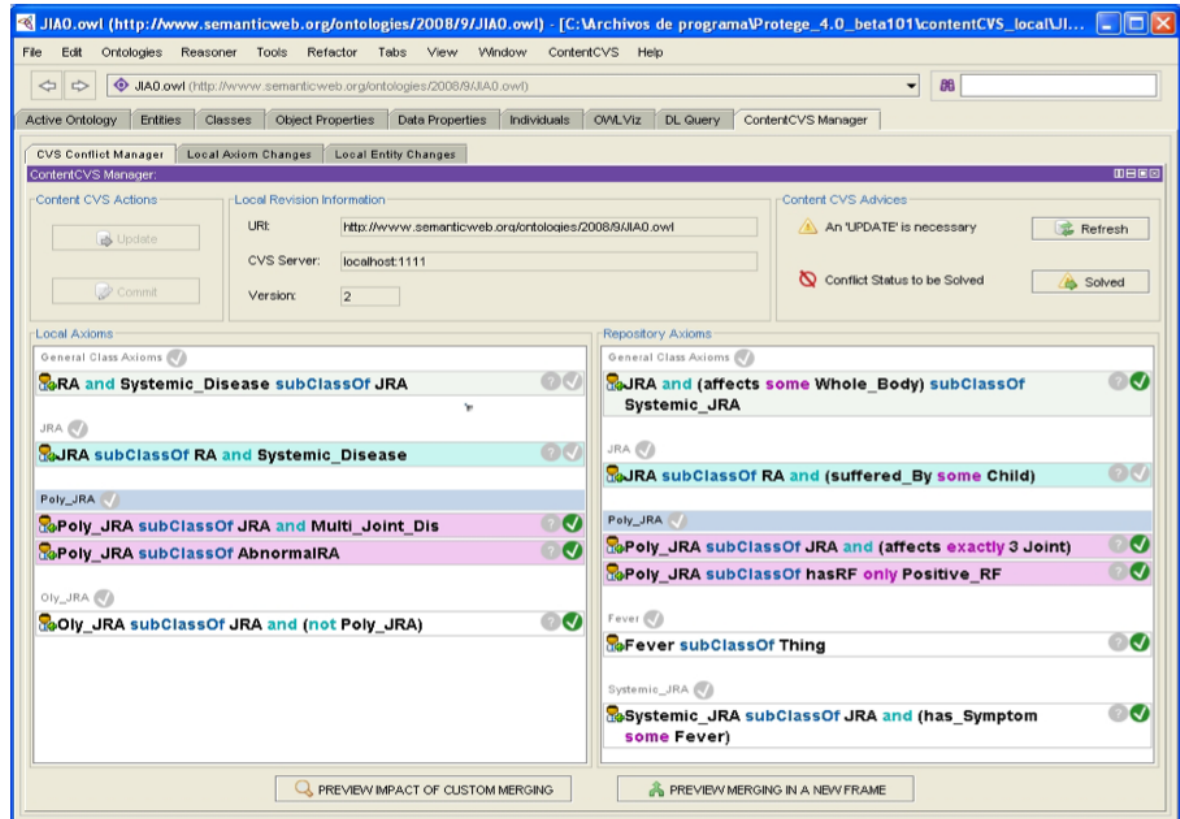 JIA0.owl (http://www.semanticweb.org/ontologies/2008/9/JIA0.owl) - [C:\Archivos de programa\Protege_4.0_beta101\contentCVS_local\JI...
File Edit Ontologies Reasoner Tools Refactor Tabs View Window ContentCVS Help
JIA0.owl (http://www.semanticweb.org/ontologies/2008/9/JIA0.owl)
Active Ontology Entities Classes Object Properties Data Properties Individuals OWLViz DL Query ContentCVS Manager
CVS Conflict Manager Local Axiom Changes Local Entity Changes
ContentCVS Manager:
Content CVS Actions
Update
Commit
Local Revision Information
URI: http://www.semanticweb.org/ontologies/2008/9/JIA0.owl
CVS Server: localhost:1111
Version: 2
Content CVS Advices
An 'UPDATE' is necessary Refresh
Conflict Status to be Solved Solved
Local Axioms
General Class Axioms
RA and Systemic_Disease subClassOf JRA
JRA
JRA subClassOf RA and Systemic_Disease
Poly_JRA
Poly_JRA subClassOf JRA and Multi_Joint_Dis
Poly_JRA subClassOf AbnormalRA
Oly_JRA
Oly_JRA subClassOf JRA and (not Poly_JRA)
Repository Axioms
General Class Axioms
JRA and (affects some Whole_Body) subClassOf
Systemic_JRA
JRA
JRA subClassOf RA and (suffered_By some Child)
Poly_JRA
Poly_JRA subClassOf JRA and (affects exactly 3 Joint)
Poly_JRA subClassOf hasRF only Positive_RF
Fever
Fever subClassOf Thing
Systemic_JRA
Systemic_JRA subClassOf JRA and (has_Symptom
some Fever)
PREVIEW IMPACT OF CUSTOM MERGING PREVIEW MERGING IN A NEW FRAME